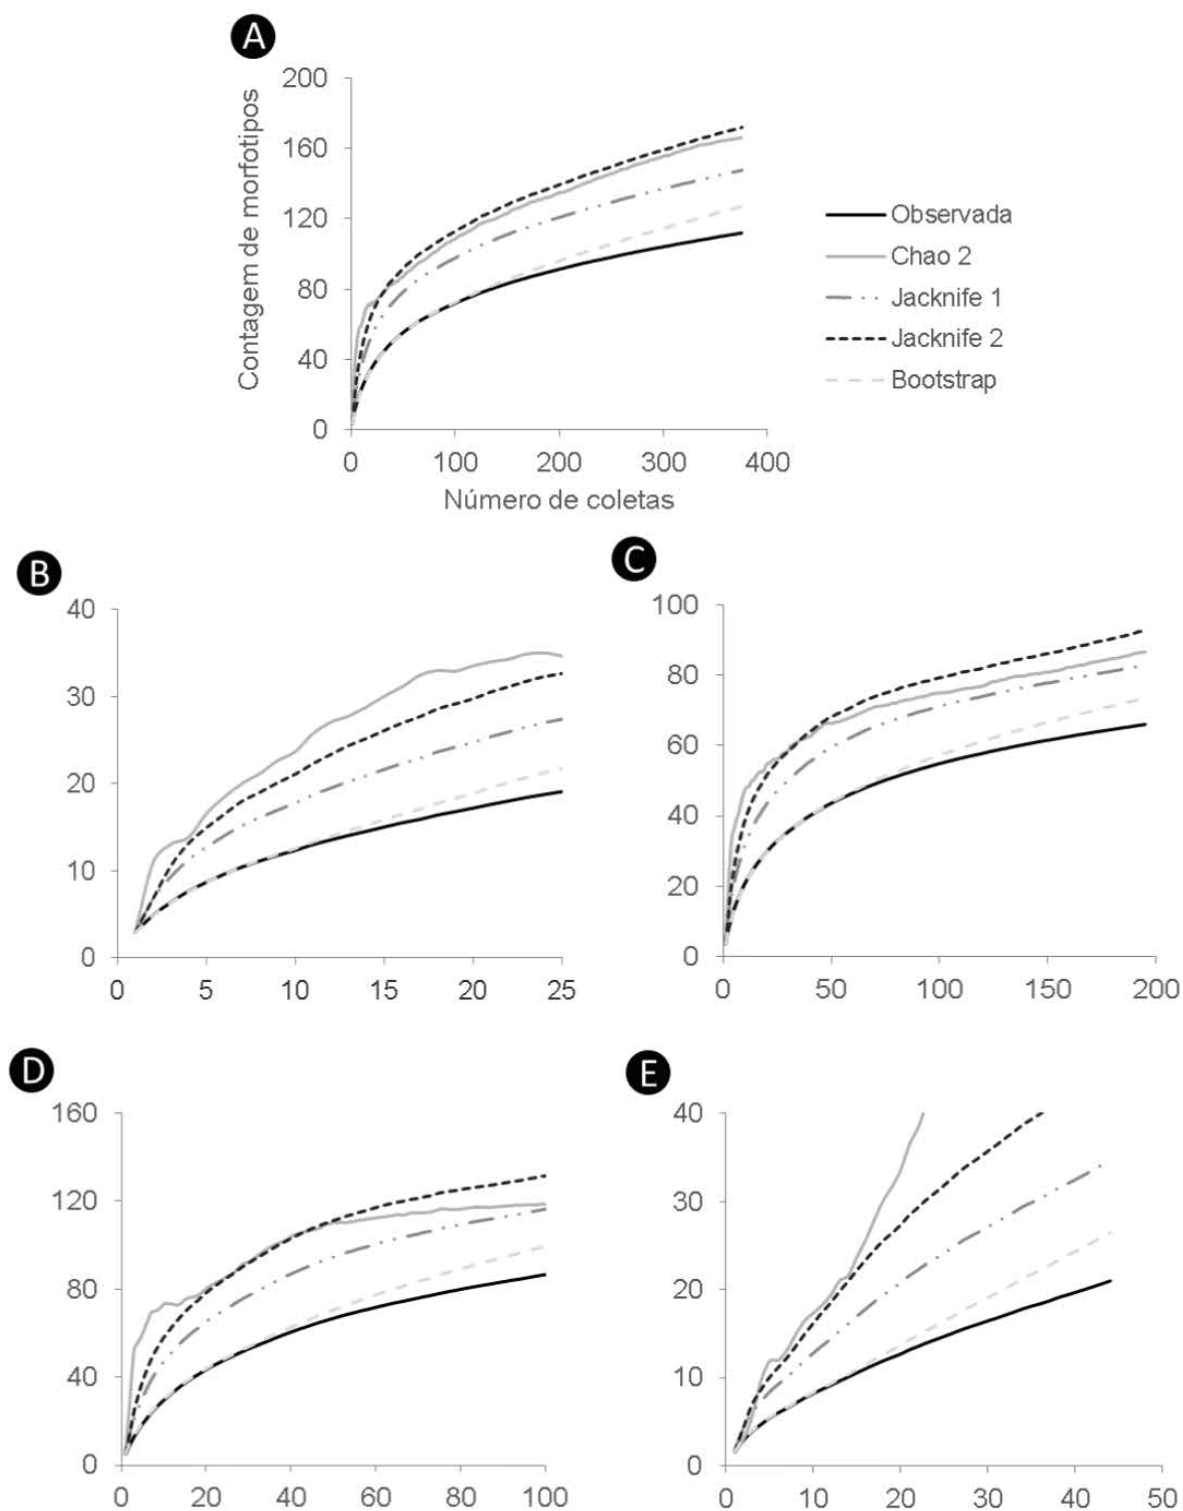 A
200
160
120
80
40
0
Contagem de morfotipos
0 100 200 300 400
Número de coletas
Observada
Chao 2
Jacknife 1
Jacknife 2
Bootstrap
B
40
30
20
10
0
0 5 10 15 20 25
C
100
80
60
40
20
0
0 50 100 150 200
D
160
120
80
40
0
0 20 40 60 80 100
E
40
30
20
10
0
0 10 20 30 40 50